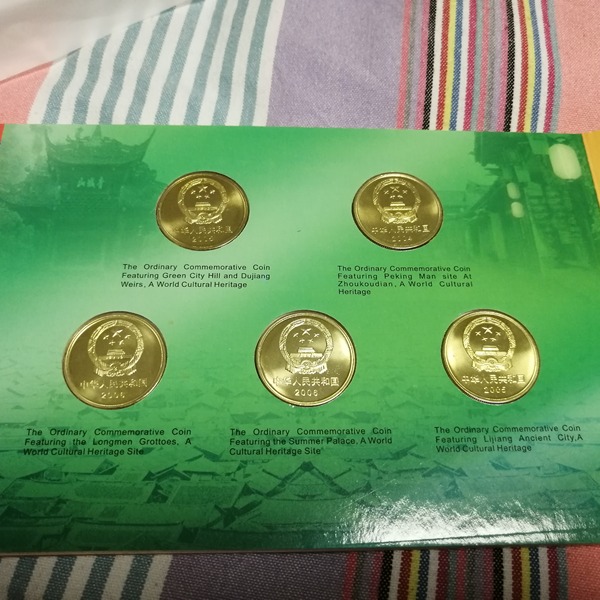 中华人民共和国
2005
The Ordinary Commemorative Coin
Featuring Green City Hill and Dujiang
Weirs, A World Cultural Heritage
中华人民共和国
2004
The Ordinary Commemorative Coin
Featuring Peking Man site At
Zhoukoudian, A World Cultural
Heritage
中华人民共和国
2006
The Ordinary Commemorative Coin
Featuring the Longmen Grottoes, A
World Cultural Heritage Site
中华人民共和国
2006
The Ordinary Commemorative Coin
Featuring the Summer Palace, A World
Cultural Heritage Site
中华人民共和国
2005
The Ordinary Commemorative Coin
Featuring Lijiang Ancient City,A
World Cultural Heritage